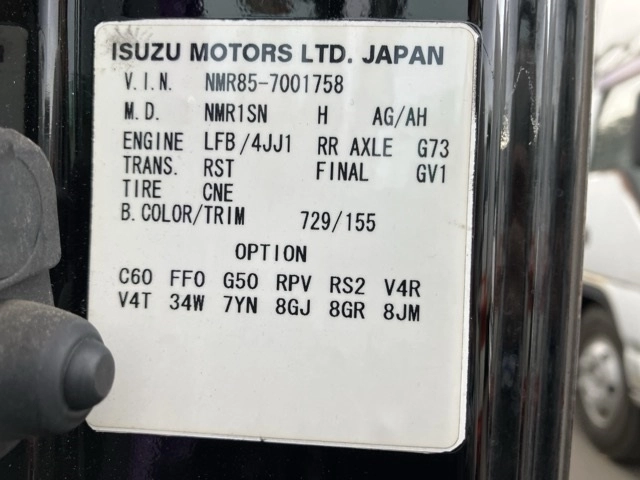 ISUZU MOTORS LTD. JAPAN
V.I.N. NMR85-7001758
M.D. NMR1SN H AG/AH
ENGINE LFB/4JJ1 RR AXLE G73
TRANS. RST FINAL GV1
TIRE CNE
B.COLOR/TRIM 729/155
OPTION
C60 FF0 G50 RPV RS2 V4R
V4T 34W 7YN 8GJ 8GR 8JM